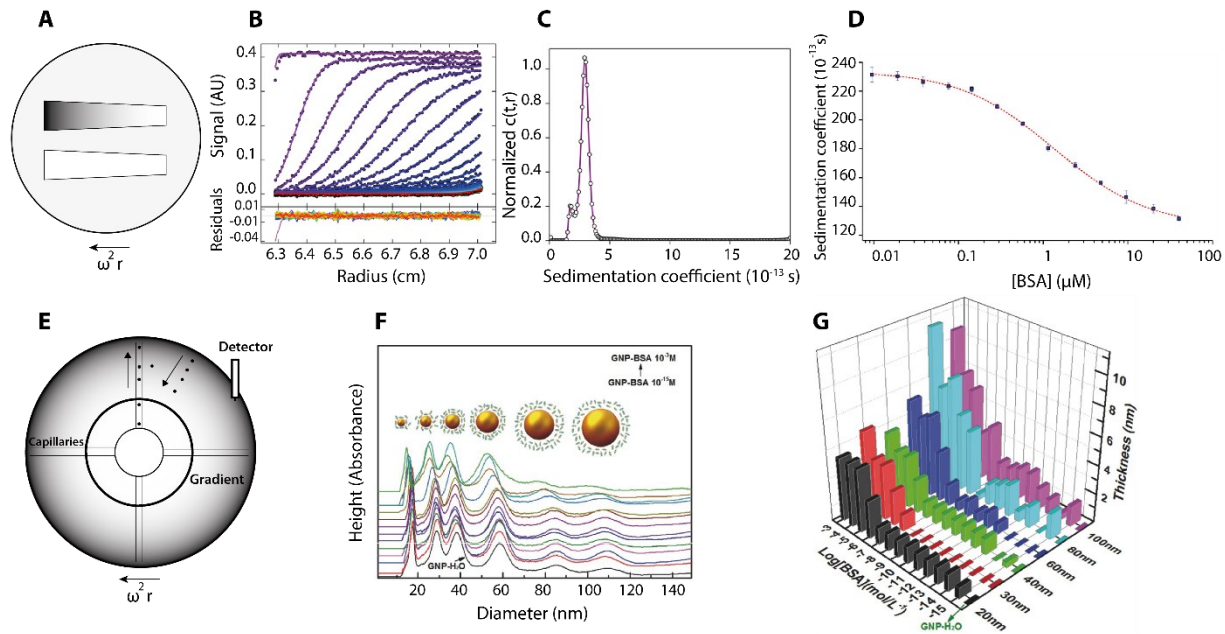 A
ω²r
B
Signal (AU)
0.4
0.3
0.2
0.1
0.0
Residuals
0.01
-0.01
-0.04
6.3 6.4 6.5 6.6 6.7 6.8 6.9 7.0
Radius (cm)
C
Normalized c(t,r)
1.0
0.8
0.6
0.4
0.2
0.0
0 5 10 15 20
Sedimentation coefficient (10⁻¹³ s)
D
Sedimentation coefficient (10⁻¹³ s)
240
220
200
180
160
140
120
0.01 0.1 1 10 100
[BSA] (μM)
E
Detector
Capillaries
Gradient
ω²r
F
GNP-BSA 10⁻³M
GNP-BSA 10⁻¹⁵M
Height (Absorbance)
GNP-H₂O
20 40 60 80 100 120 140
Diameter (nm)
G
10
8
6
4
2
Thickness (nm)
100nm
80nm
60nm
40nm
30nm
20nm
Log[BSA](mol/L⁻¹)
GNP-H₂O